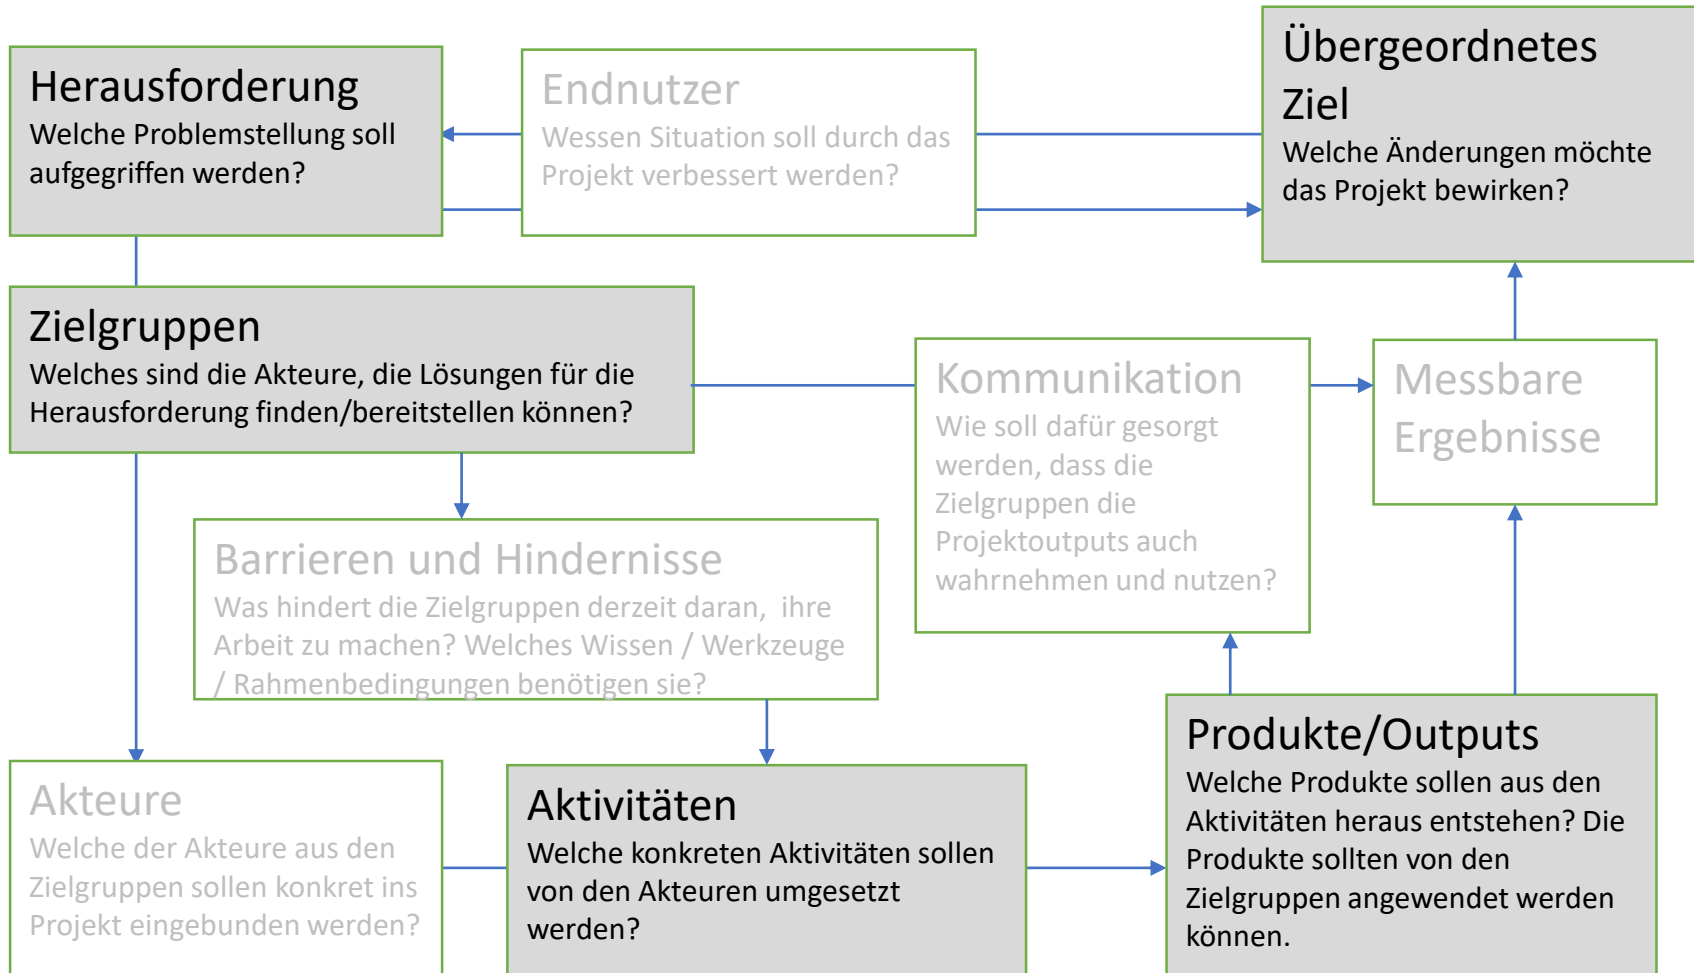 Herausforderung
Welche Problemstellung soll
aufgegriffen werden?
Endnutzer
Wessen Situation soll durch das
Projekt verbessert werden?
Übergeordnetes
Ziel
Welche Änderungen möchte
das Projekt bewirken?
Zielgruppen
Welches sind die Akteure, die Lösungen für die
Herausforderung finden/bereitstellen können?
Kommunikation
Wie soll dafür gesorgt
werden, dass die
Zielgruppen die
Projektoutputs auch
wahrnehmen und nutzen?
Messbare
Ergebnisse
Barrieren und Hindernisse
Was hindert die Zielgruppen derzeit daran,  ihre
Arbeit zu machen? Welches Wissen / Werkzeuge
/ Rahmenbedingungen benötigen sie?
Akteure
Welche der Akteure aus den
Zielgruppen sollen konkret ins
Projekt eingebunden werden?
Aktivitäten
Welche konkreten Aktivitäten sollen
von den Akteuren umgesetzt
werden?
Produkte/Outputs
Welche Produkte sollen aus den
Aktivitäten heraus entstehen? Die
Produkte sollten von den
Zielgruppen angewendet werden
können.